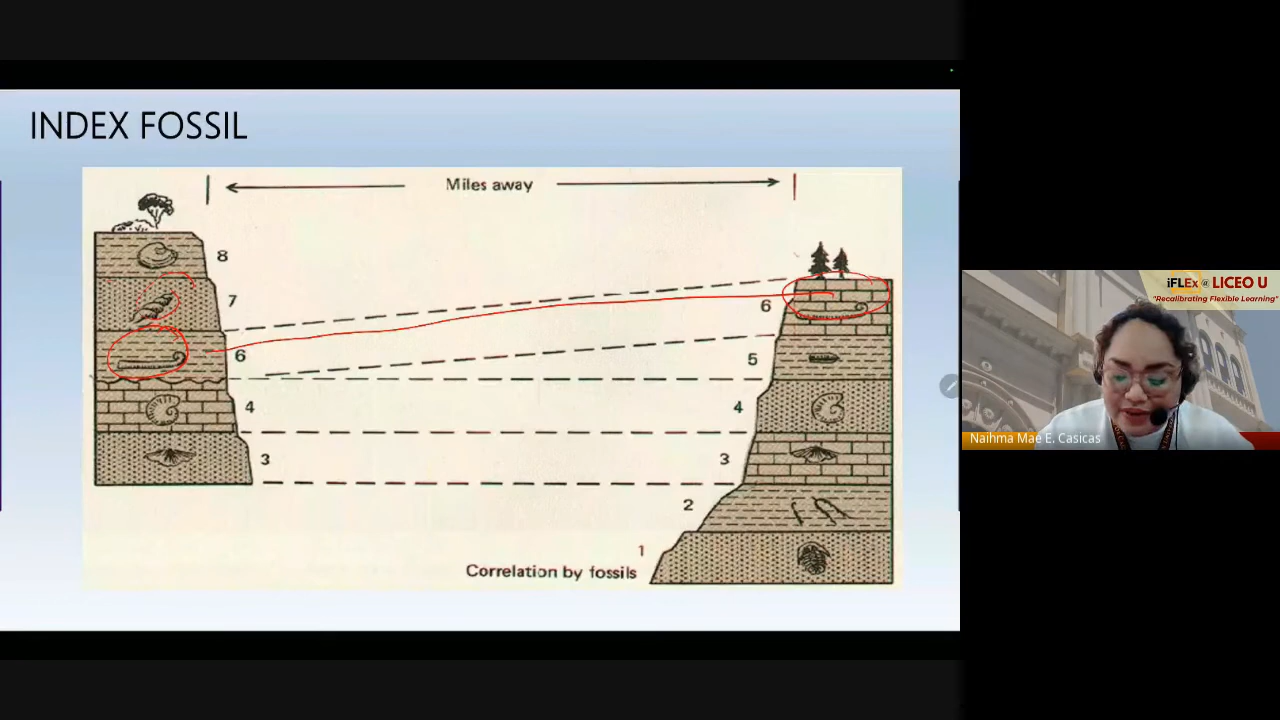 INDEX FOSSIL
Miles away
8
7
6
4
3
6
5
4
3
2
1
Correlation by fossils
iFLEx @ LICEO U
"Recalibrating Flexible Learning"
Naihma Mae E. Casicas